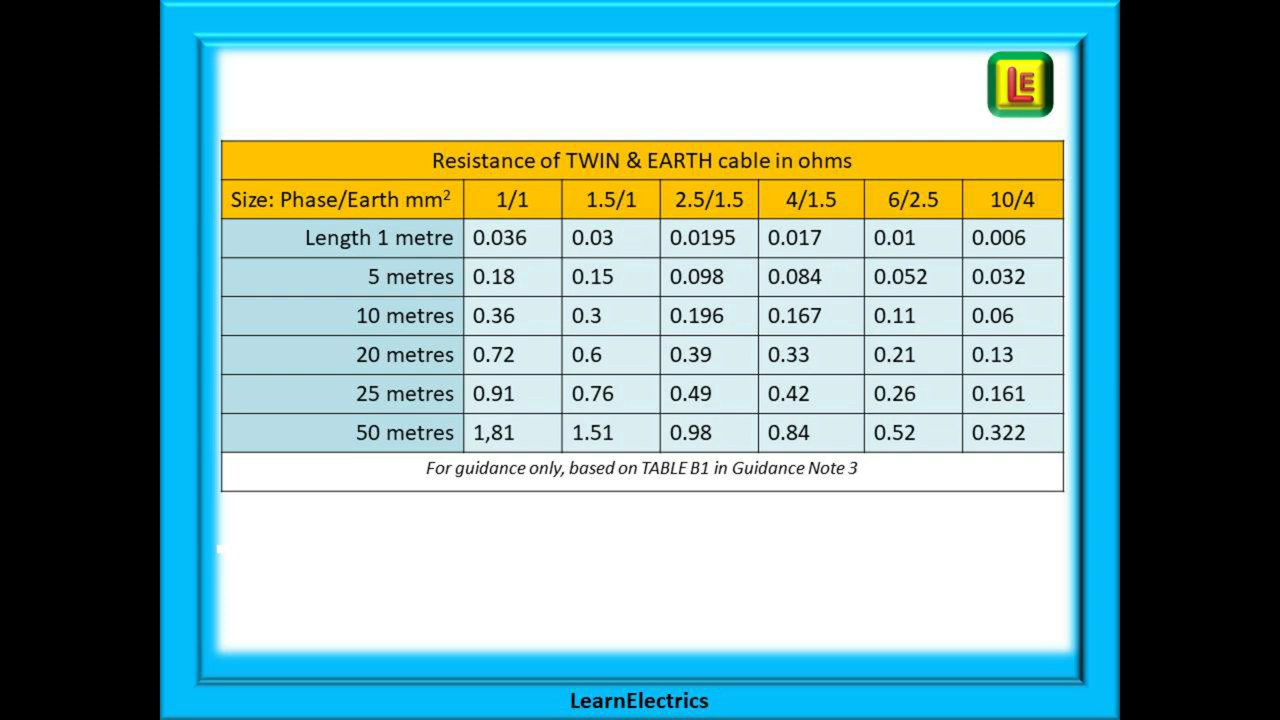 LE
Resistance of TWIN & EARTH cable in ohms
Size: Phase/Earth mm² 1/1 1.5/1 2.5/1.5 4/1.5 6/2.5 10/4
Length 1 metre 0.036 0.03 0.0195 0.017 0.01 0.006
5 metres 0.18 0.15 0.098 0.084 0.052 0.032
10 metres 0.36 0.3 0.196 0.167 0.11 0.06
20 metres 0.72 0.6 0.39 0.33 0.21 0.13
25 metres 0.91 0.76 0.49 0.42 0.26 0.161
50 metres 1,81 1.51 0.98 0.84 0.52 0.322
For guidance only, based on TABLE B1 in Guidance Note 3
LearnElectrics